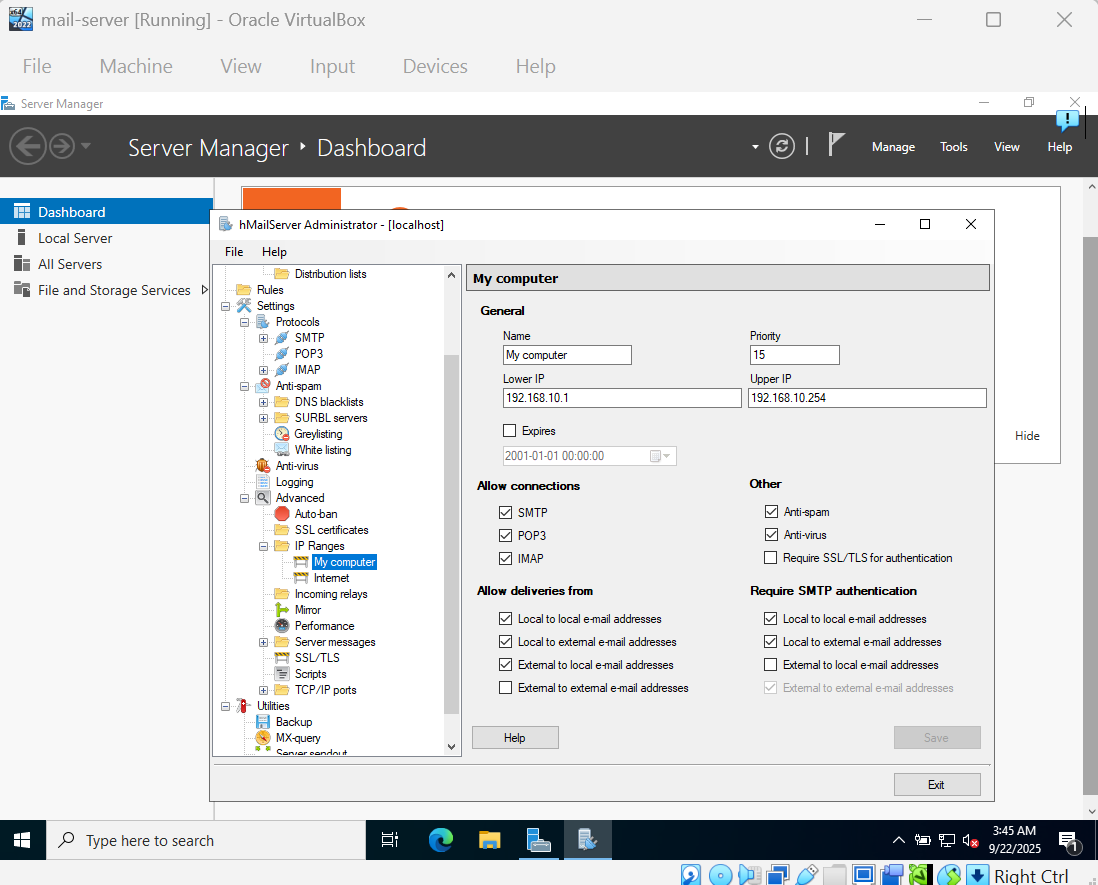 mail-server [Running] - Oracle VirtualBox
File Machine View Input Devices Help
Server Manager
Server Manager Dashboard
Manage Tools View Help
Dashboard
Local Server
All Servers
File and Storage Services
Hide
hMailServer Administrator - [localhost]
File Help
Distribution lists
Rules
Settings
Protocols
SMTP
POP3
IMAP
Anti-spam
DNS blacklists
SURBL servers
Greylisting
White listing
Anti-virus
Logging
Advanced
Auto-ban
SSL certificates
IP Ranges
My computer
Internet
Incoming relays
Mirror
Performance
Server messages
SSL/TLS
Scripts
TCP/IP ports
Utilities
Backup
MX-query
Server sendout
My computer
General
Name Priority
My computer 15
Lower IP Upper IP
192.168.10.1 192.168.10.254
Expires
2001-01-01 00:00:00
Allow connections
SMTP
POP3
IMAP
Other
Anti-spam
Anti-virus
Require SSL/TLS for authentication
Allow deliveries from
Local to local e-mail addresses
Local to external e-mail addresses
External to local e-mail addresses
External to external e-mail addresses
Require SMTP authentication
Local to local e-mail addresses
Local to external e-mail addresses
External to local e-mail addresses
External to external e-mail addresses
Help Save
Exit
Type here to search
3:45 AM
9/22/2025
1
Right Ctrl